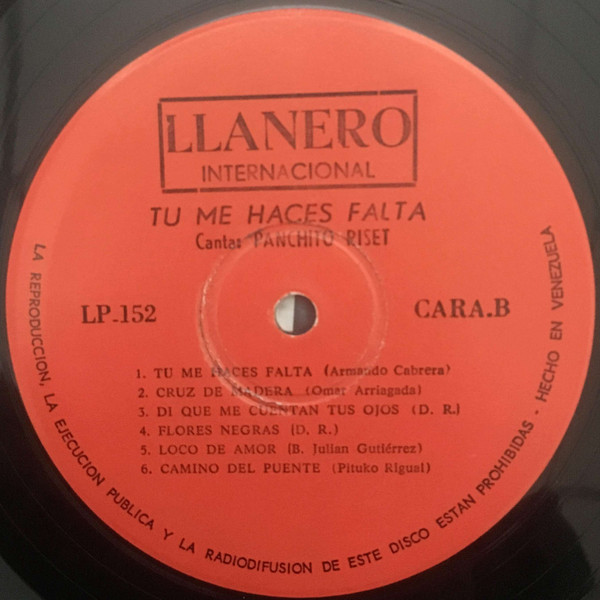 LLANERO
INTERNACIONAL
TU ME HACES FALTA
Canta: "PANCHITO" RISET
LP-152
CARA.B
1. TU ME HACES FALTA (Armando Cabrera)
2. CRUZ DE MADERA (Omar Arriagada)
3. DI QUE ME CUENTAN TUS OJOS (D. R.)
4. FLORES NEGRAS (D. R.)
5. LOCO DE AMOR (B. Julian Gutiérrez)
6. CAMINO DEL PUENTE (Pituko Rigual)
LA REPRODUCCION, LA EJECUCION PUBLICA Y LA RADIODIFUSION DE ESTE DISCO ESTAN PROHIBIDAS - HECHO EN VENEZUELA